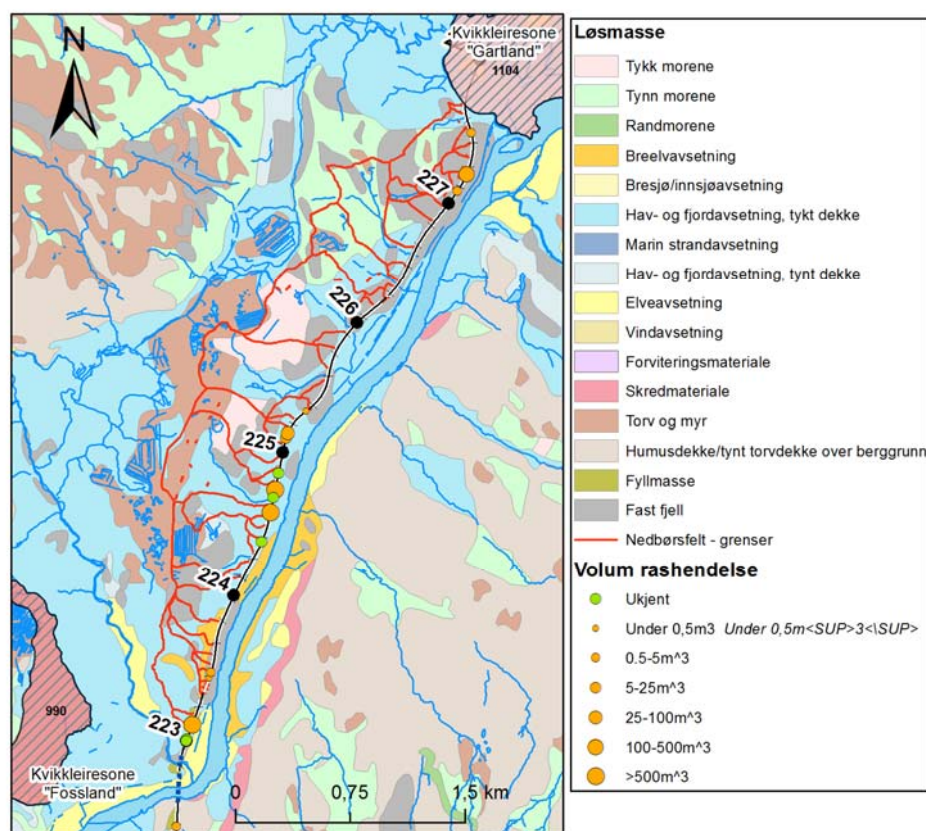 Kvikkleiresone
"Gartland"
1104
N
227
226
225
224
223
990
Kvikkleiresone
"Fossland"
0 0,75 1,5 km
Løsmasse
Tykk morene
Tynn morene
Randmorene
Breelvavsetning
Bresjø/innsjøavsetning
Hav- og fjordavsetning, tykt dekke
Marin strandavsetning
Hav- og fjordavsetning, tynt dekke
Elveavsetning
Vindavsetning
Forviteringsmateriale
Skredmateriale
Torv og myr
Humusdekke/tynt torvdekke over berggrunn
Fyllmasse
Fast fjell
Nedbørsfelt - grenser
Volum rashendelse
Ukjent
Under 0,5m3 Under 0,5m<SUP>3<\SUP>
0.5-5m^3
5-25m^3
25-100m^3
100-500m^3
>500m^3